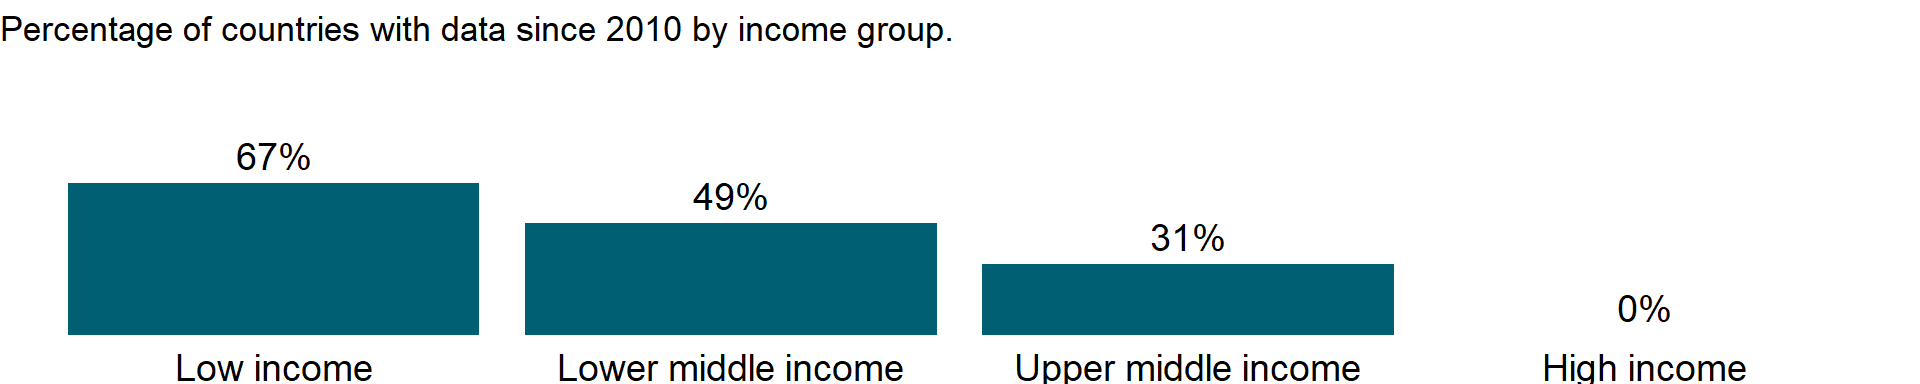 Percentage of countries with data since 2010 by income group.
67%
49%
31%
0%
Low income
Lower middle income
Upper middle income
High income